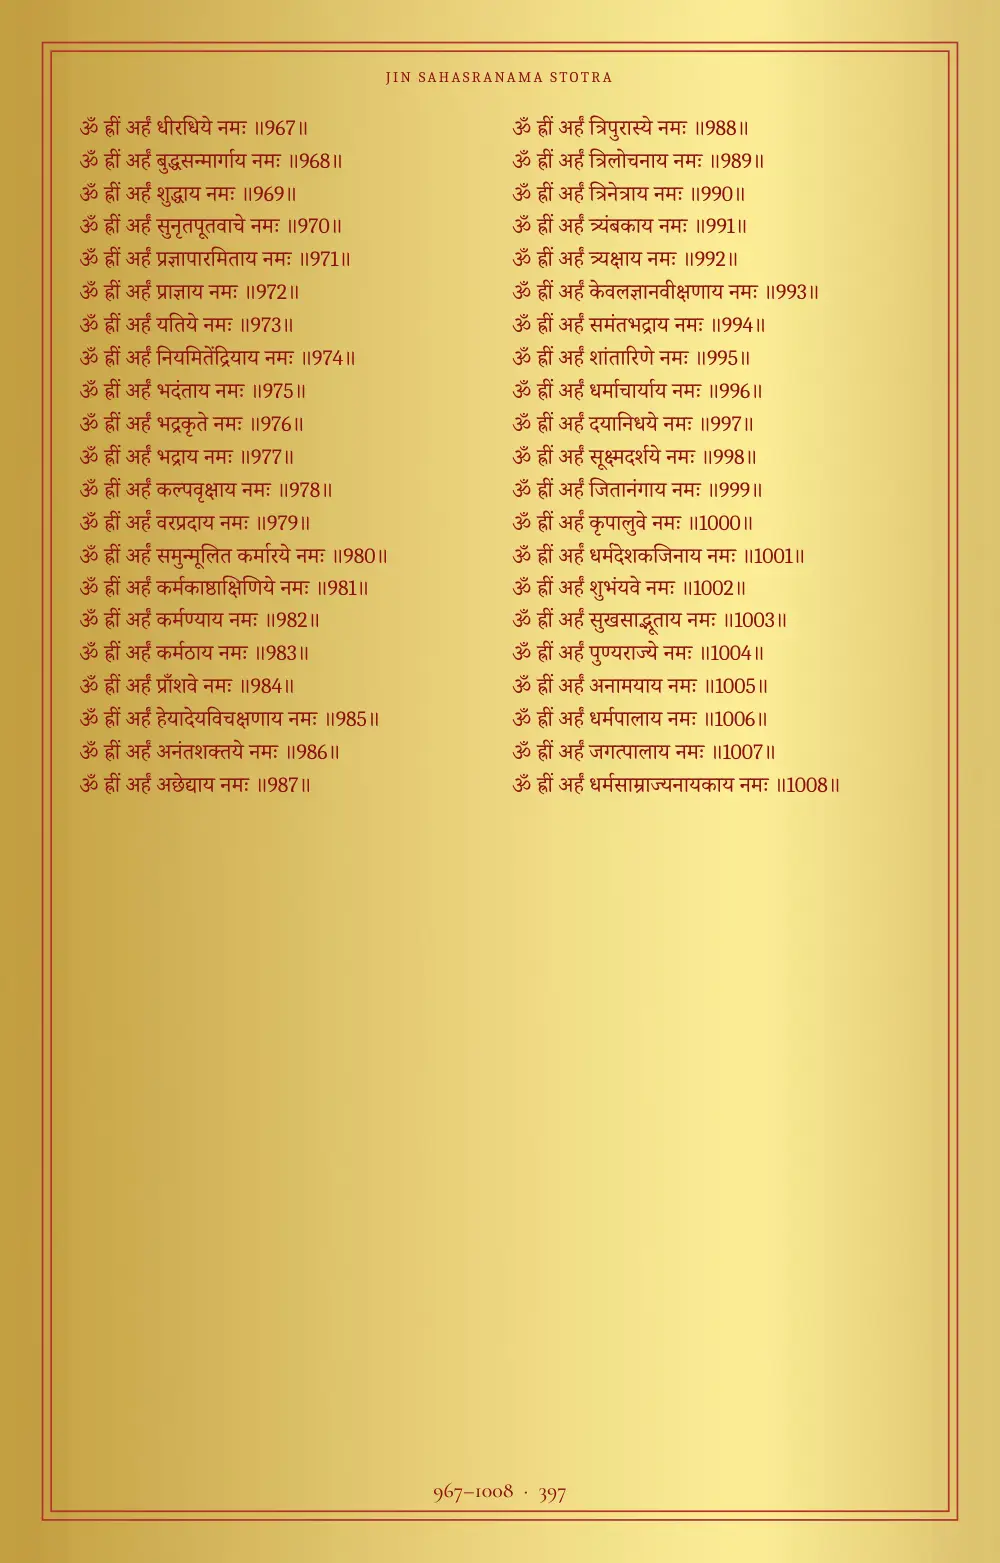 JIN SAHASRANAMA STOTRA
ॐ ह्रीं अर्हं धीरधिये नमः ॥967॥
ॐ ह्रीं अर्हं बुद्धसन्मार्गाय नमः ॥968॥
ॐ ह्रीं अर्हं शुद्धाय नमः ॥969॥
ॐ ह्रीं अर्हं सुनृतपूतवाचे नमः ॥970॥
ॐ ह्रीं अर्हं प्रज्ञापारमिताय नमः ॥971॥
ॐ ह्रीं अर्हं प्राज्ञाय नमः ॥972॥
ॐ ह्रीं अर्हं यतिये नमः ॥973॥
ॐ ह्रीं अर्हं नियमितेंद्रियाय नमः ॥974॥
ॐ ह्रीं अर्हं भदंताय नमः ॥975॥
ॐ ह्रीं अर्हं भद्रकृते नमः ॥976॥
ॐ ह्रीं अर्हं भद्राय नमः ॥977॥
ॐ ह्रीं अर्हं कल्पवृक्षाय नमः ॥978॥
ॐ ह्रीं अर्हं वरप्रदाय नमः ॥979॥
ॐ ह्रीं अर्हं समुन्मूलित कर्मारये नमः ॥980॥
ॐ ह्रीं अर्हं कर्मकाष्ठाक्षिणिये नमः ॥981॥
ॐ ह्रीं अर्हं कर्मण्याय नमः ॥982॥
ॐ ह्रीं अर्हं कर्मठाय नमः ॥983॥
ॐ ह्रीं अर्हं प्राँशवे नमः ॥984॥
ॐ ह्रीं अर्हं हेयादेयविचक्षणाय नमः ॥985॥
ॐ ह्रीं अर्हं अनंतशक्तये नमः ॥986॥
ॐ ह्रीं अर्हं अछेद्याय नमः ॥987॥
ॐ ह्रीं अर्हं त्रिपुरास्ये नमः ॥988॥
ॐ ह्रीं अर्हं त्रिलोचनाय नमः ॥989॥
ॐ ह्रीं अर्हं त्रिनेत्राय नमः ॥990॥
ॐ ह्रीं अर्हं त्र्यंबकाय नमः ॥991॥
ॐ ह्रीं अर्हं त्र्यक्षाय नमः ॥992॥
ॐ ह्रीं अर्हं केवलज्ञानवीक्षणाय नमः ॥993॥
ॐ ह्रीं अर्हं समंतभद्राय नमः ॥994॥
ॐ ह्रीं अर्हं शांतारिणे नमः ॥995॥
ॐ ह्रीं अर्हं धर्माचार्याय नमः ॥996॥
ॐ ह्रीं अर्हं दयानिधये नमः ॥997॥
ॐ ह्रीं अर्हं सूक्ष्मदर्शये नमः ॥998॥
ॐ ह्रीं अर्हं जितानंगाय नमः ॥999॥
ॐ ह्रीं अर्हं कृपालुवे नमः ॥1000॥
ॐ ह्रीं अर्हं धर्मदेशकजिनाय नमः ॥1001॥
ॐ ह्रीं अर्हं शुभंयवे नमः ॥1002॥
ॐ ह्रीं अर्हं सुखसाद्भूताय नमः ॥1003॥
ॐ ह्रीं अर्हं पुण्यराज्ये नमः ॥1004॥
ॐ ह्रीं अर्हं अनामयाय नमः ॥1005॥
ॐ ह्रीं अर्हं धर्मपालाय नमः ॥1006॥
ॐ ह्रीं अर्हं जगत्पालाय नमः ॥1007॥
ॐ ह्रीं अर्हं धर्मसाम्राज्यनायकाय नमः ॥1008॥
967–1008 · 397